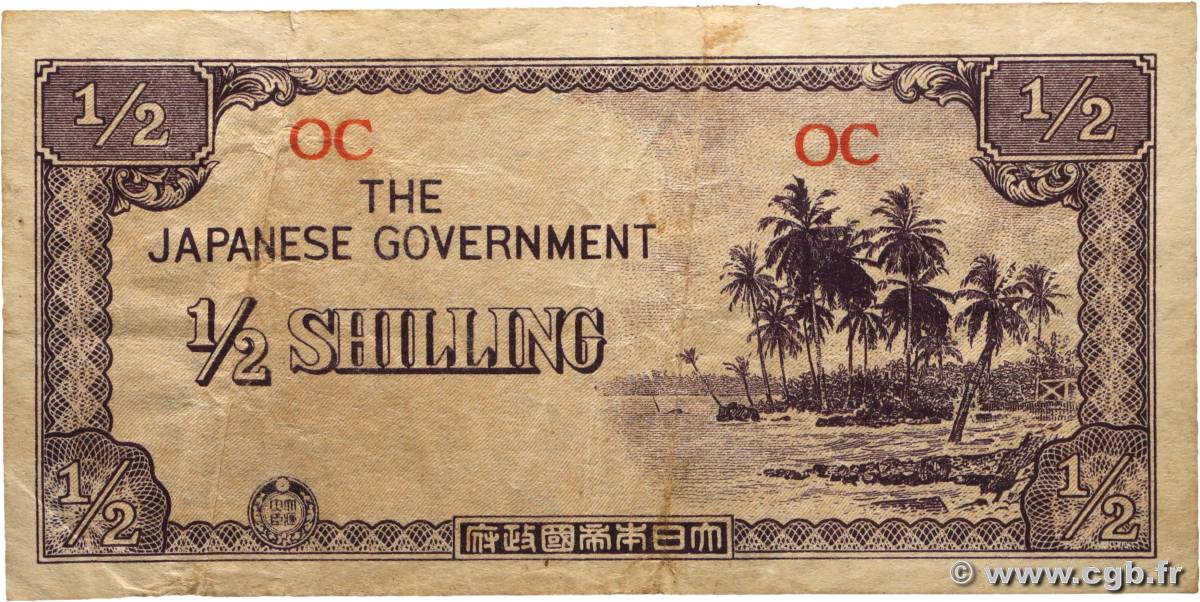 1/2
1/2
OC
OC
THE
JAPANESE GOVERNMENT
1/2 SHILLING
1/2
1/2
大日本帝國政府
© www.cgb.fr